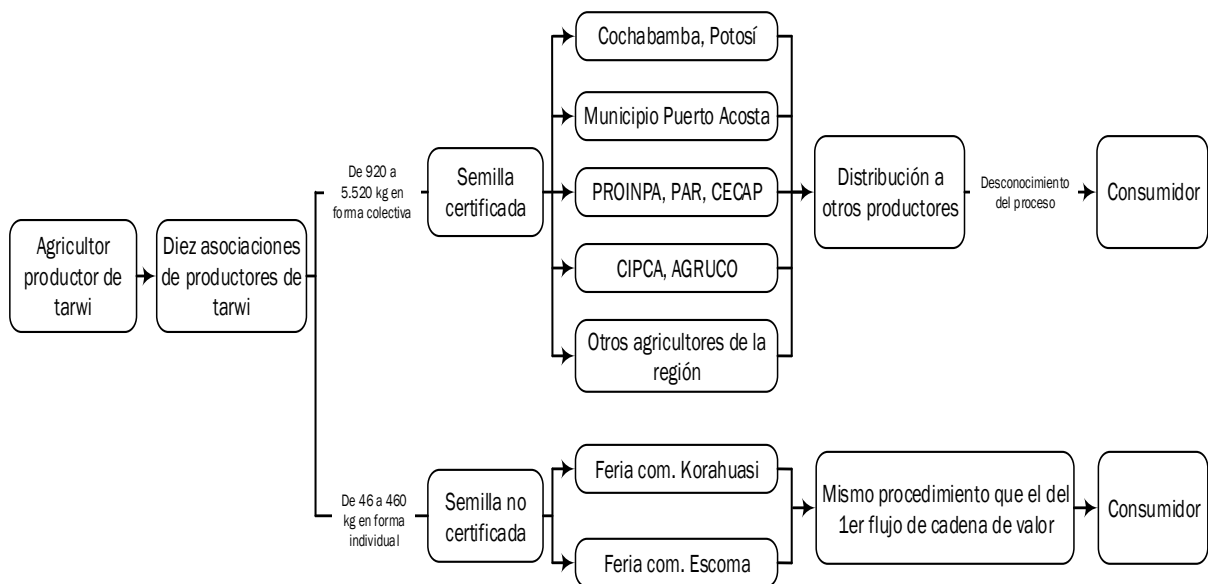 Agricultor
productor de
tarwi
Diez asociaciones
de productores de
tarwi
De 920 a
5.520 kg en
forma colectiva
Semilla
certificada
Cochabamba, Potosí
Municipio Puerto Acosta
PROINPA, PAR, CECAP
CIPCA, AGRUCO
Otros agricultores de la
región
Distribución a
otros productores
Desconocimiento
del proceso
Consumidor
De 46 a 460
kg en forma
individual
Semilla no
certificada
Feria com. Korahuasi
Feria com. Escoma
Mismo procedimiento que el del
1er flujo de cadena de valor
Consumidor